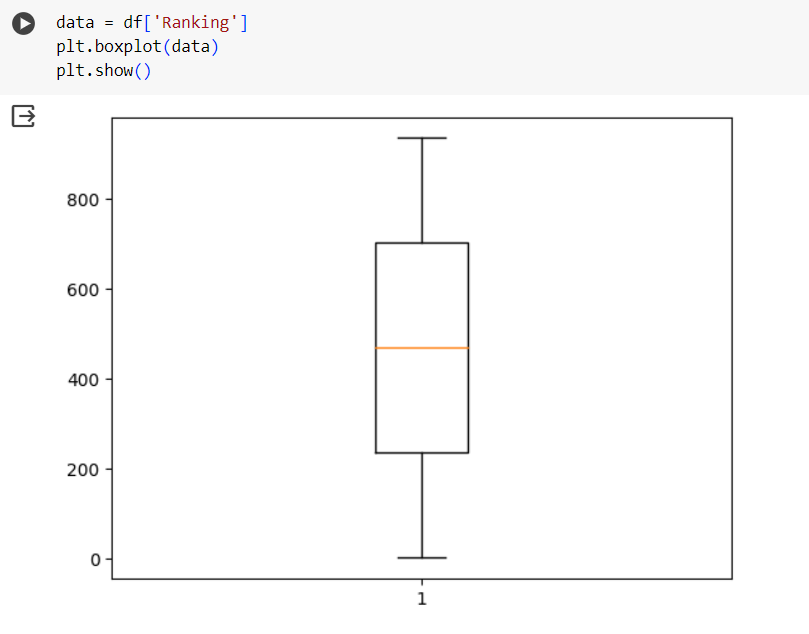 data = df['Ranking']
plt.boxplot(data)
plt.show()
800
600
400
200
0
1